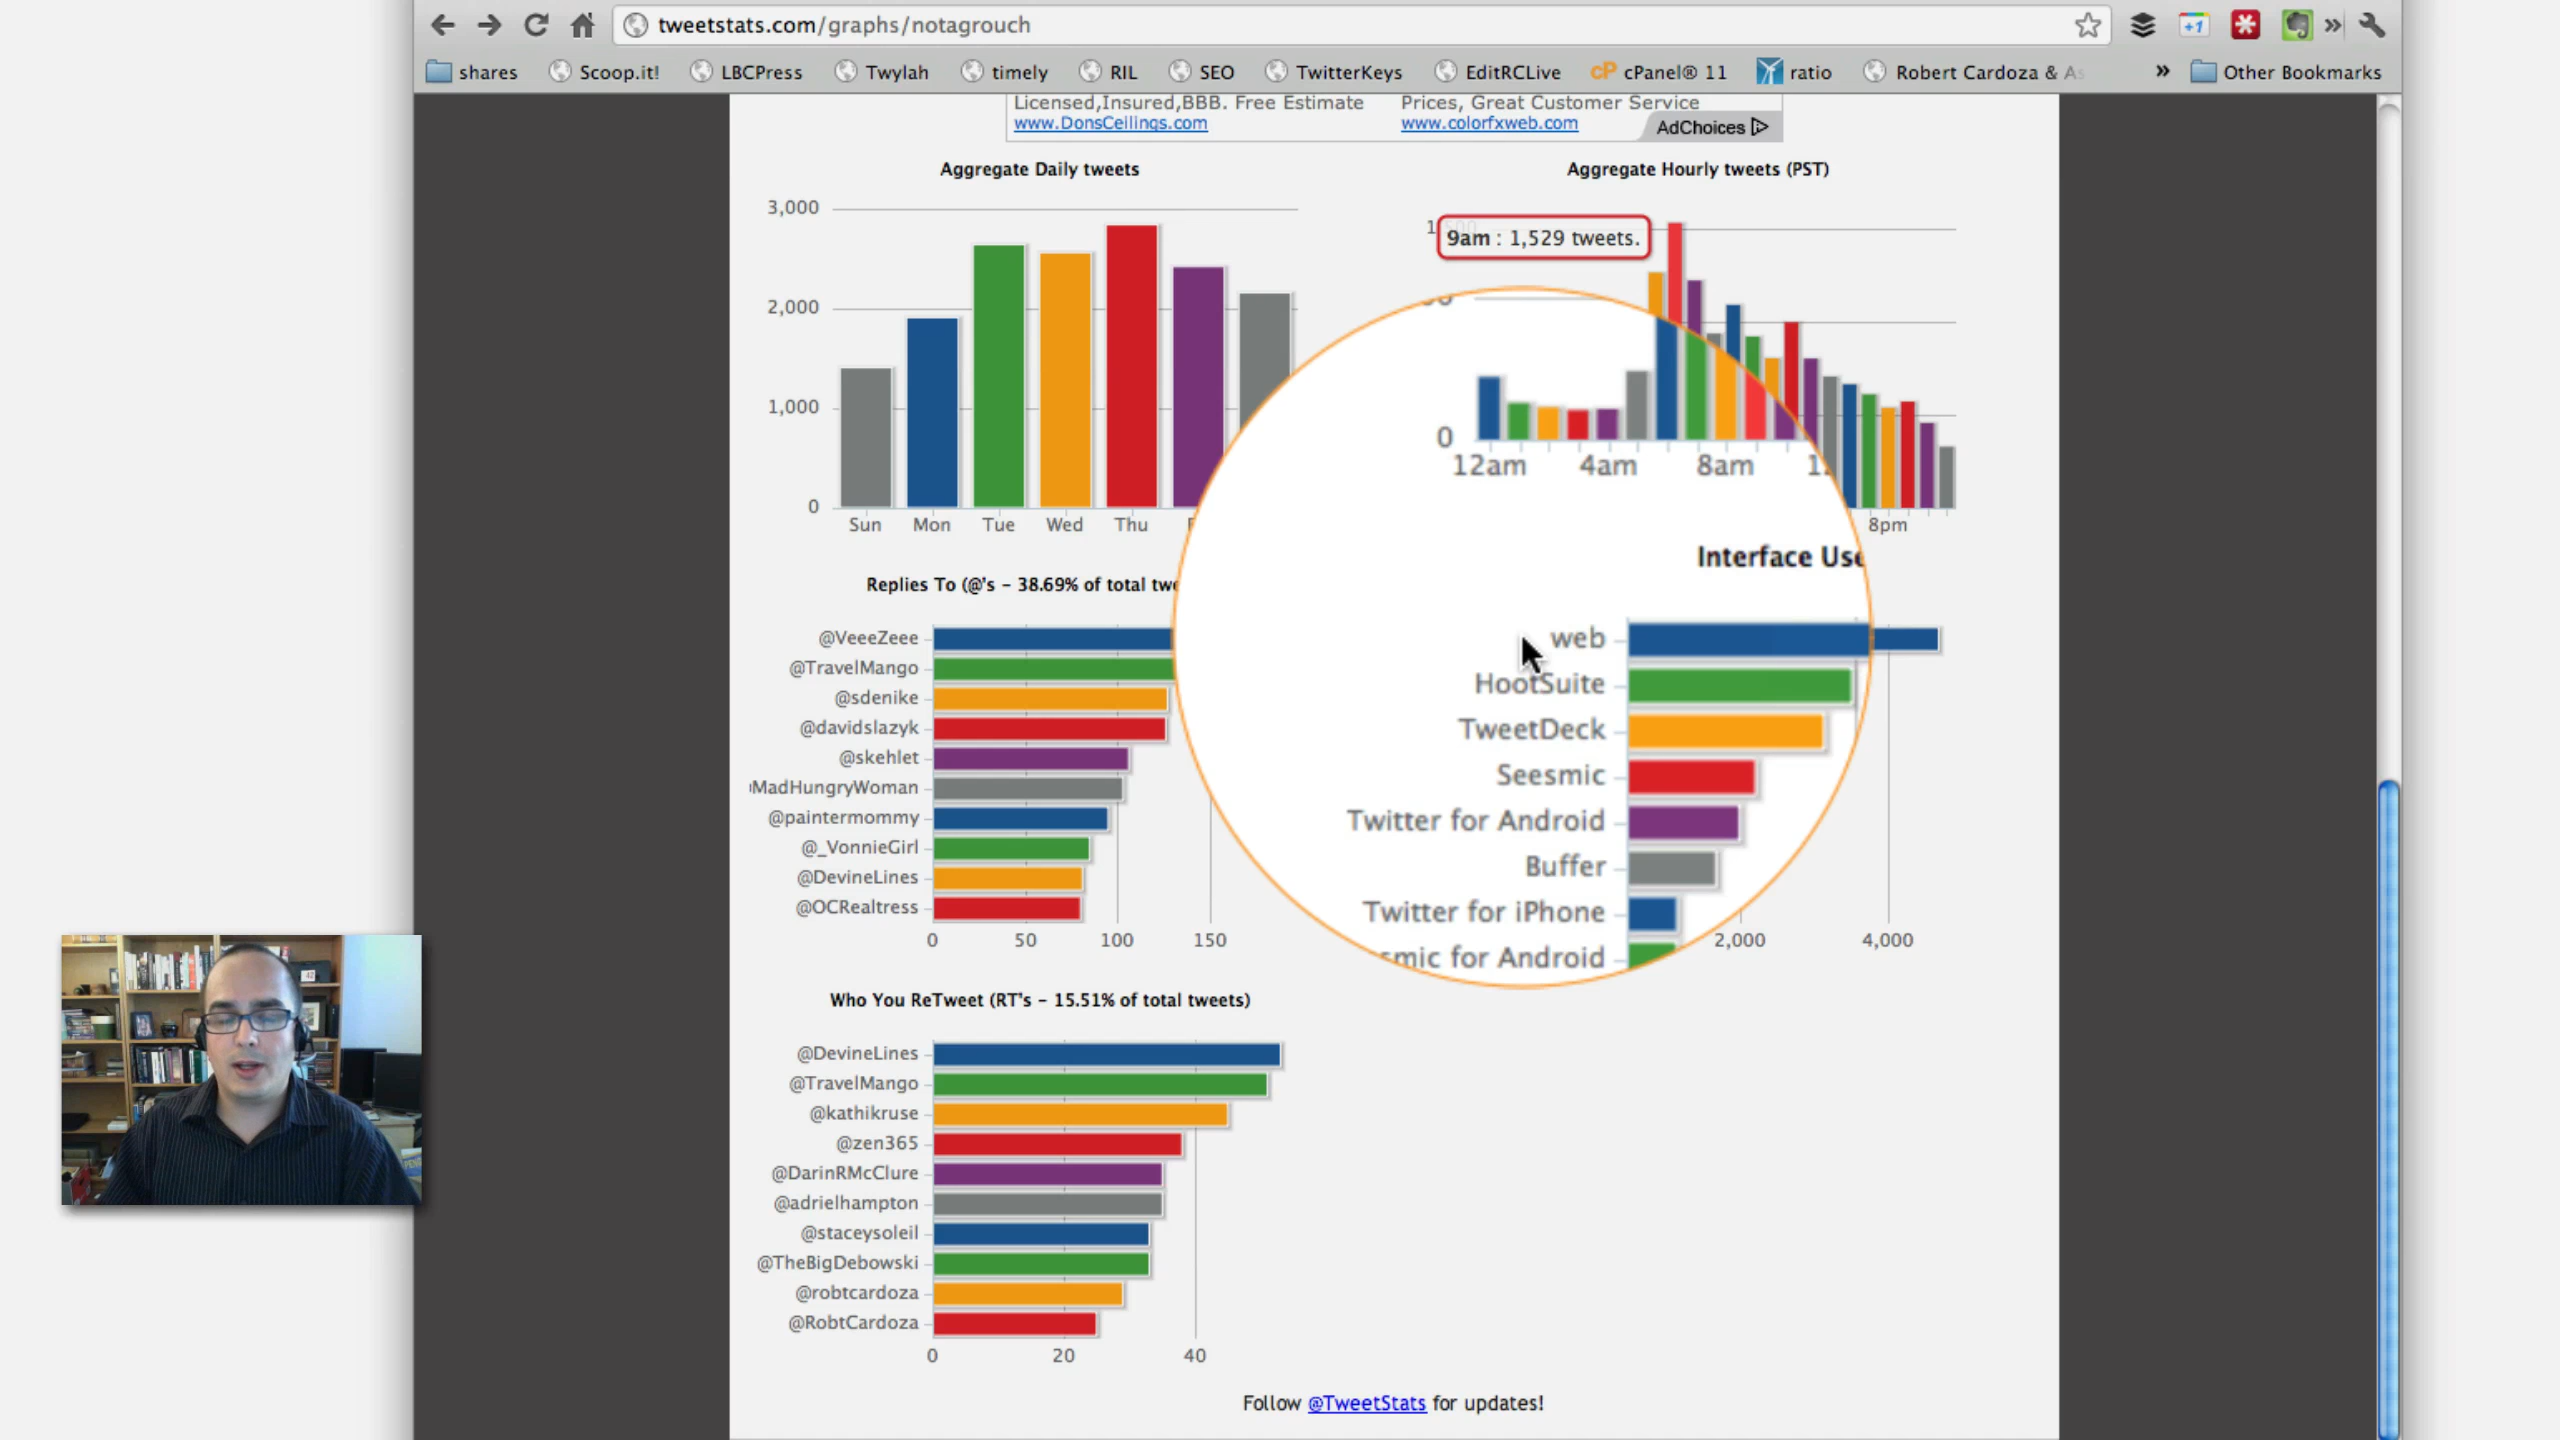 tweetstats.com/graphs/notagrouch
shares Scoop.it! LBCPress Twylah timely RIL SEO TwitterKeys EditRCLive cPanel® 11 ratio Robert Cardoza & As » Other Bookmarks
Licensed,Insured,BBB. Free Estimate
www.DonsCeilings.com
Prices, Great Customer Service
www.colorfxweb.com
AdChoices
Aggregate Daily tweets
3,000
2,000
1,000
0
Sun Mon Tue Wed Thu
Aggregate Hourly tweets (PST)
9am : 1,529 tweets.
0
12am 4am 8am
8pm
Replies To (@'s - 38.69% of total twe
@VeeeZeee
@TravelMango
@sdenike
@davidslazyk
@skehlet
MadHungryWoman
@paintermommy
@_VonnieGirl
@DevineLines
@OCRealtress
0 50 100 150
Interface Use
web
HootSuite
TweetDeck
Seesmic
Twitter for Android
Buffer
Twitter for iPhone
smic for Android
2,000 4,000
Who You ReTweet (RT's - 15.51% of total tweets)
@DevineLines
@TravelMango
@kathikruse
@zen365
@DarinRMcClure
@adrielhampton
@staceysoleil
@TheBigDebowski
@robtcardoza
@RobtCardoza
0 20 40
Follow @TweetStats for updates!